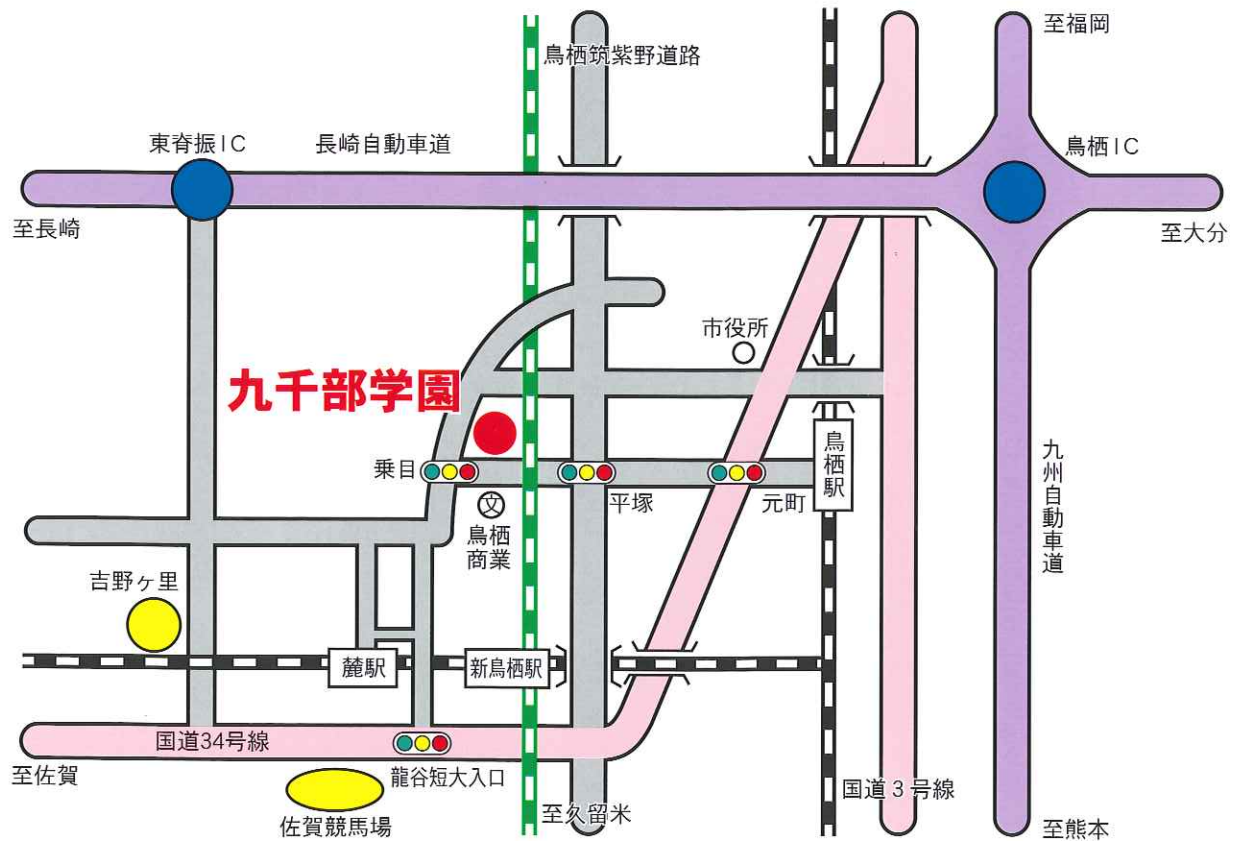 至福岡
鳥栖筑紫野道路
東脊振IC
長崎自動車道
鳥栖IC
至長崎
至大分
市役所
九千部学園
鳥栖駅
乗目
平塚
元町
文
鳥栖
商業
九州自動車道
吉野ヶ里
麓駅
新鳥栖駅
国道34号線
至佐賀
龍谷短大入口
国道3号線
佐賀競馬場
至久留米
至熊本